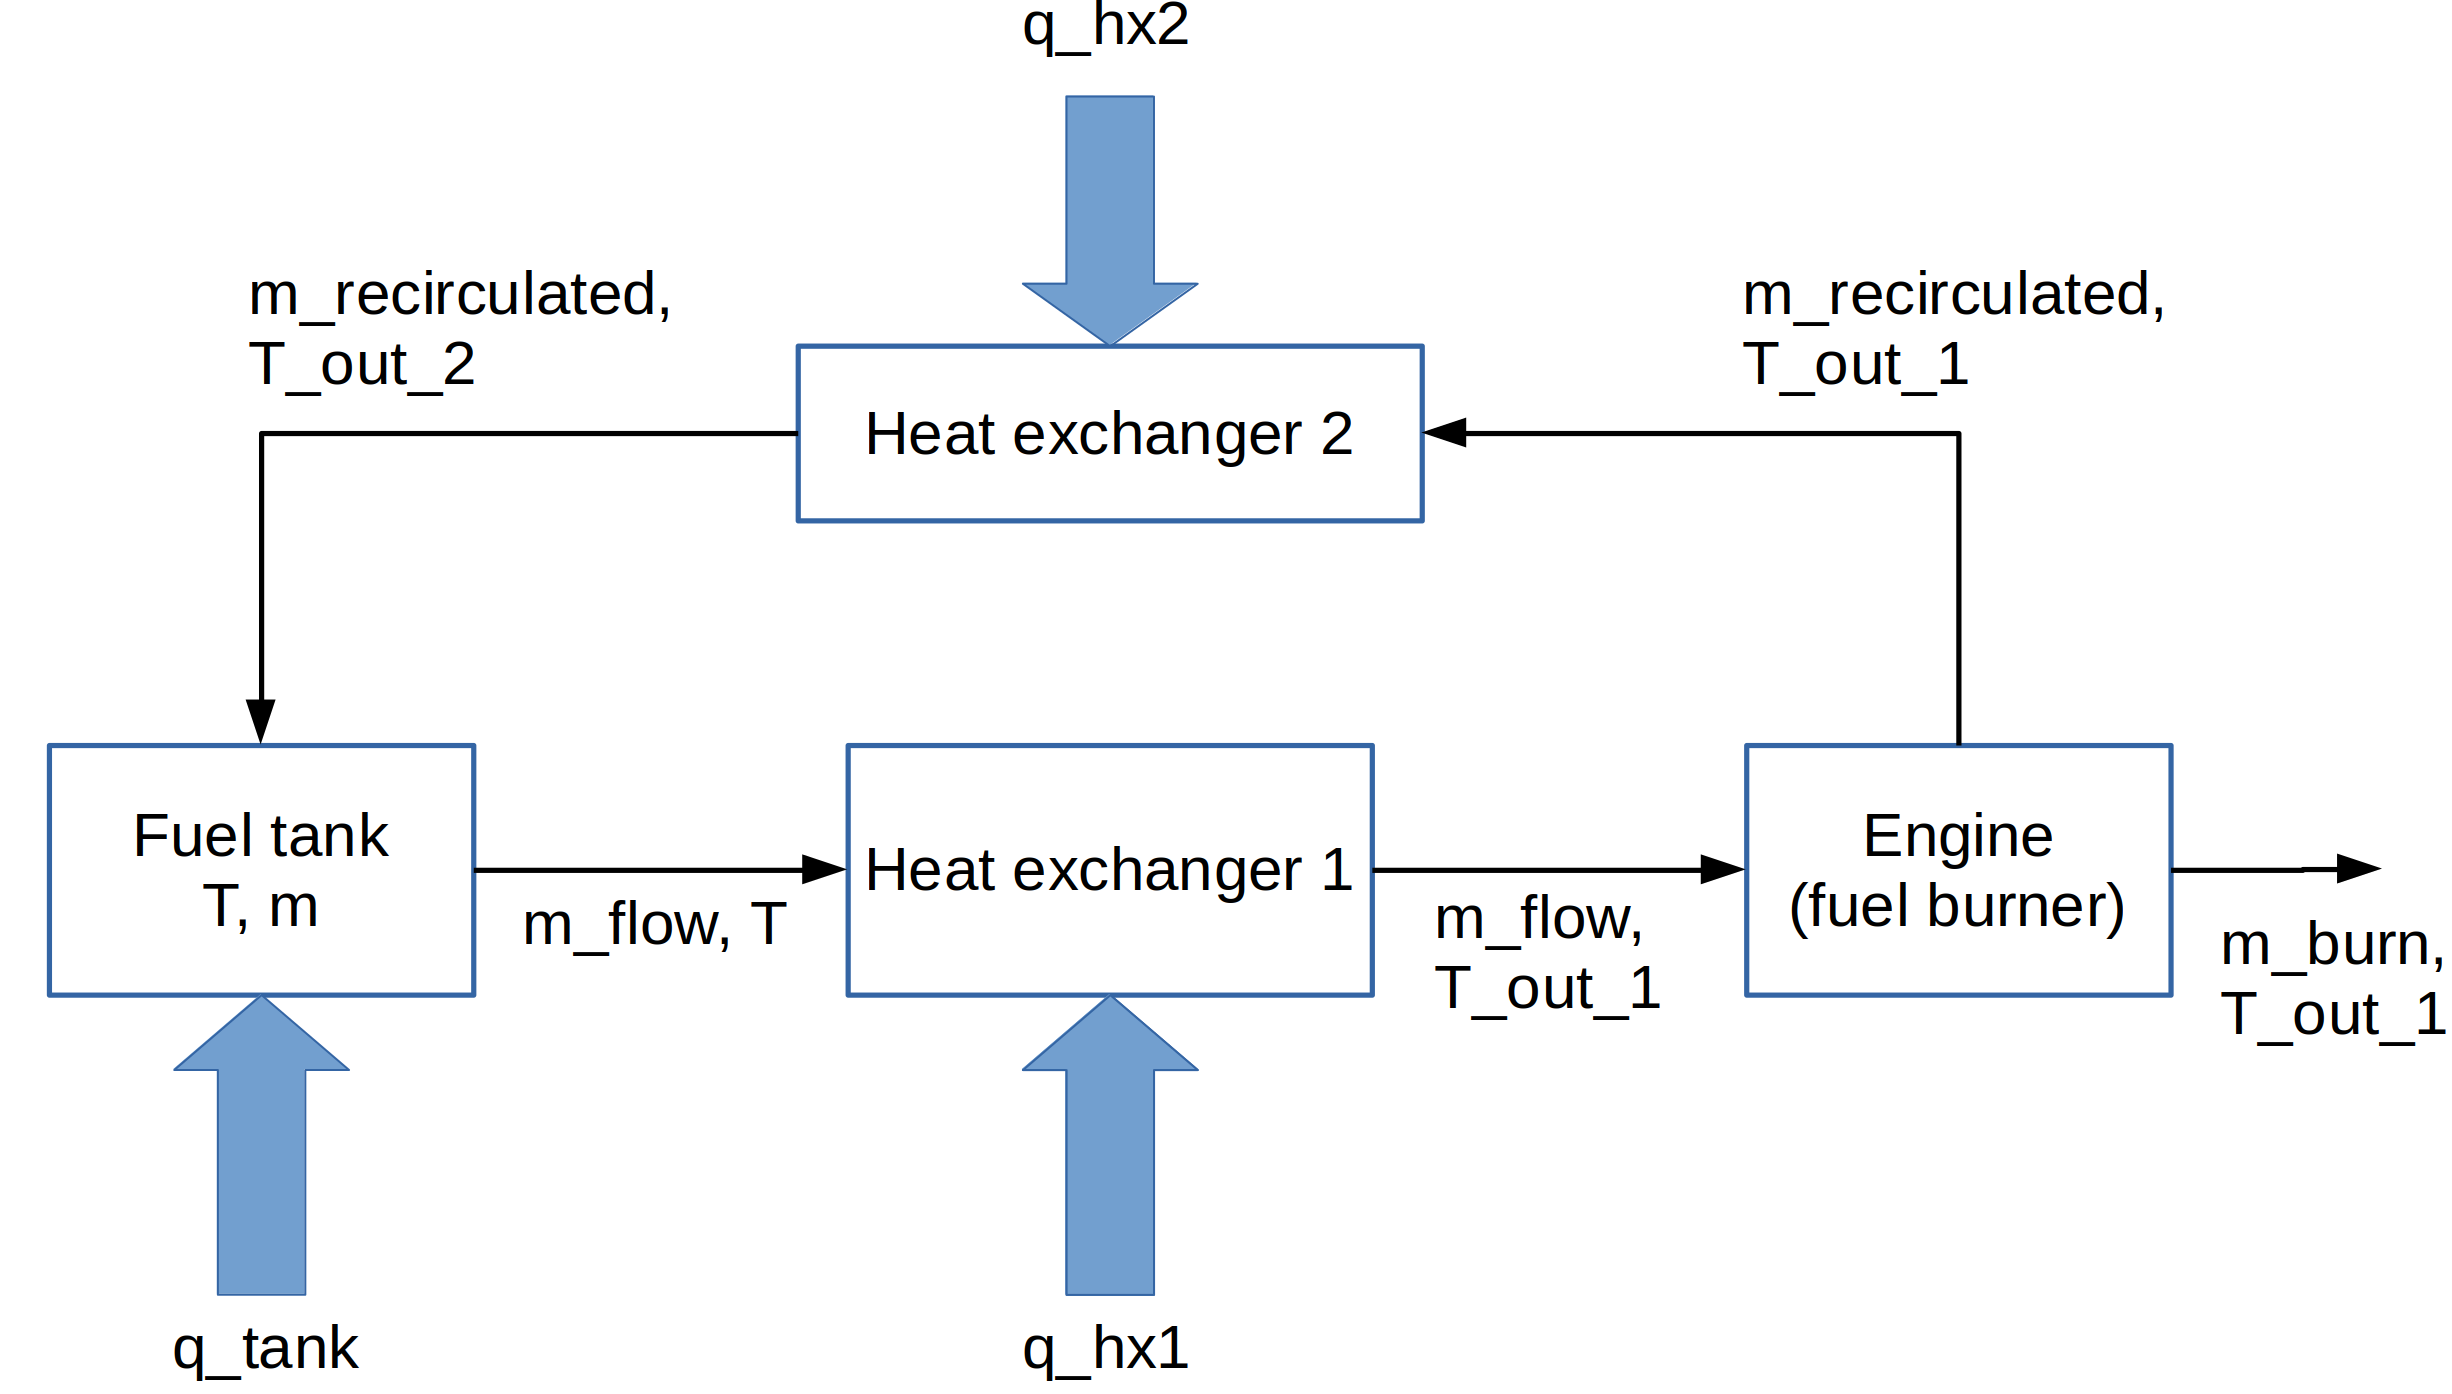 q_hx2
m_recirculated,
T_out_2
m_recirculated,
T_out_1
Heat exchanger 2
Fuel tank
T, m
m_flow, T
Heat exchanger 1
m_flow,
T_out_1
Engine
(fuel burner)
m_burn,
T_out_1
q_tank
q_hx1